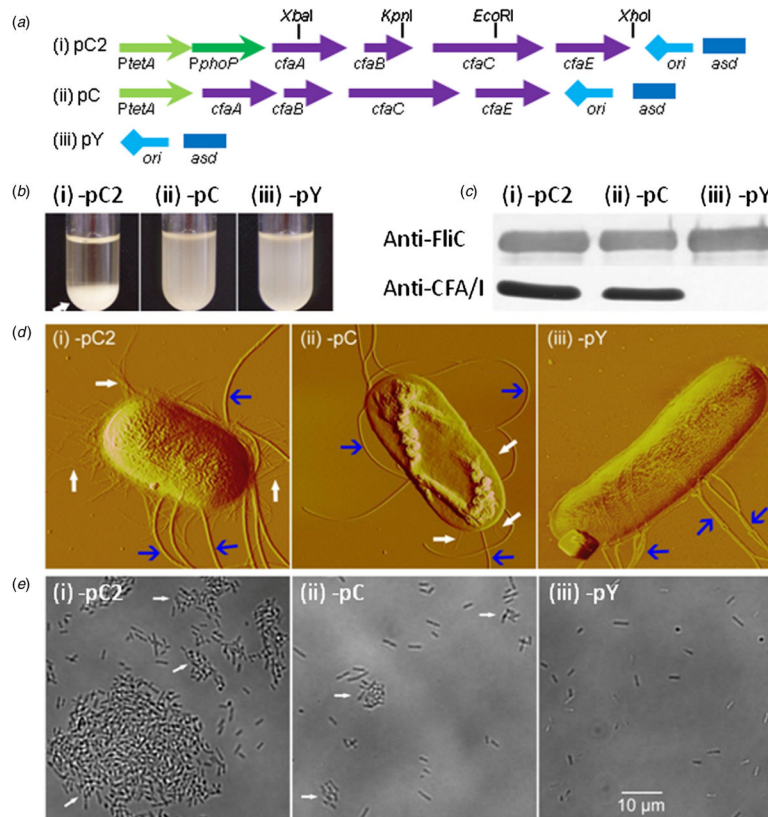 (a)
XbaI KpnI EcoRI XhoI
(i) pC2
PtetA PphoP cfaA cfaB cfaC cfaE ori asd
(ii) pC
PtetA cfaA cfaB cfaC cfaE ori asd
(iii) pY
ori asd
(b) (i) -pC2 (ii) -pC (iii) -pY
(c) (i) -pC2 (ii) -pC (iii) -pY
Anti-FliC
Anti-CFA/I
(d) (i) -pC2 (ii) -pC (iii) -pY
(e) (i) -pC2 (ii) -pC (iii) -pY
10 µm